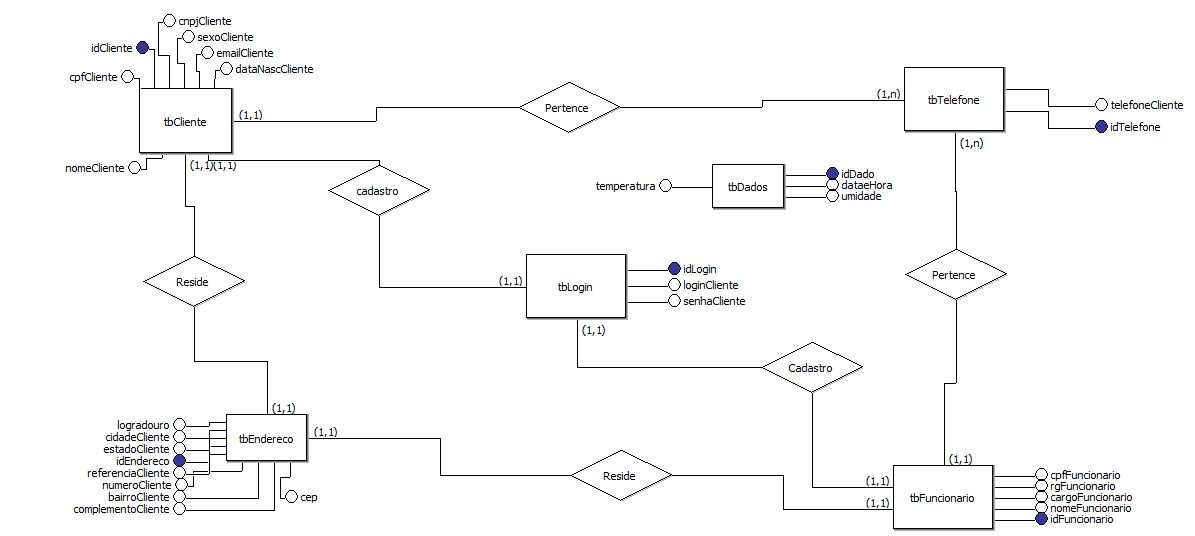 cnpjCliente
sexoCliente
idCliente
emailCliente
dataNascCliente
cpfCliente
tbCliente
(1,1)
Pertence
(1,n)
tbTelefone
telefoneCliente
idTelefone
(1,n)
nomeCliente
(1,1)(1,1)
cadastro
temperatura
tbDados
idDado
dataeHora
umidade
Reside
Pertence
(1,1)
tbLogin
idLogin
loginCliente
senhaCliente
(1,1)
Cadastro
(1,1)
logradouro
cidadeCliente
estadoCliente
idEndereco
referenciaCliente
numeroCliente
bairroCliente
complementoCliente
tbEndereco
cep
(1,1)
Reside
(1,1)
(1,1)
(1,1)
tbFuncionario
cpfFuncionario
rgFuncionario
cargoFuncionario
nomeFuncionario
idFuncionario